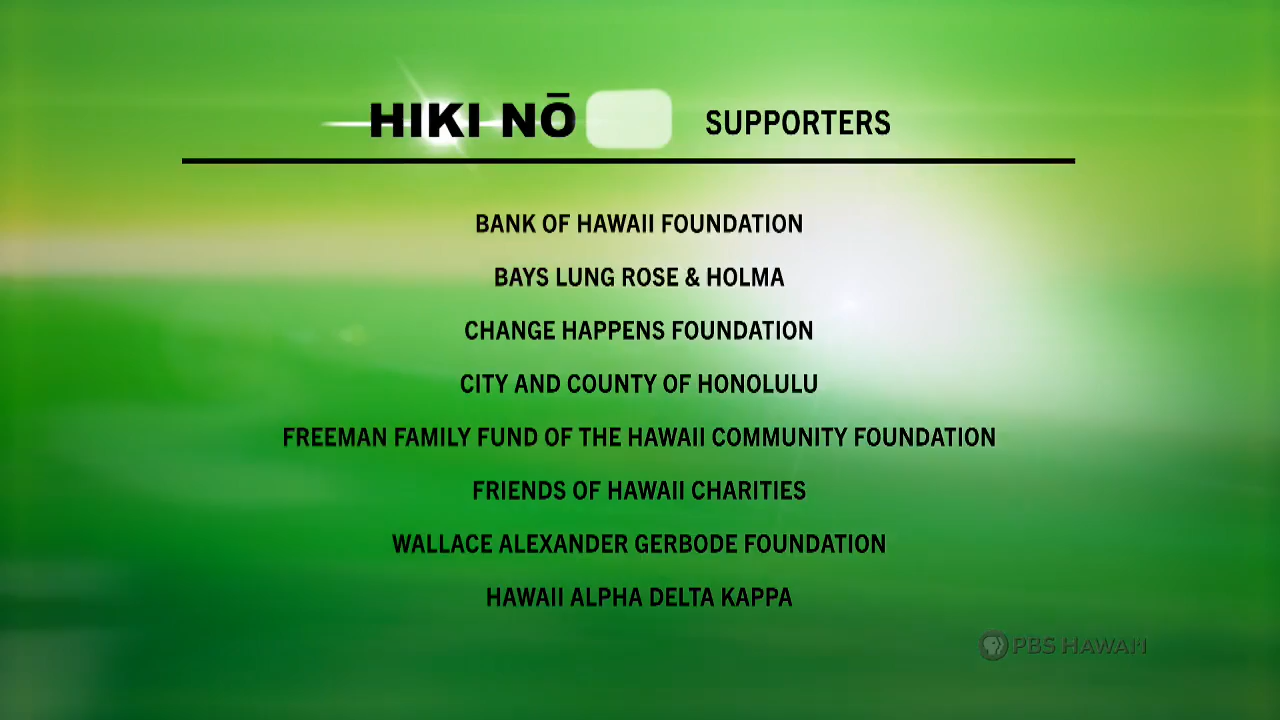 HIKI NŌ SUPPORTERS
BANK OF HAWAII FOUNDATION
BAYS LUNG ROSE & HOLMA
CHANGE HAPPENS FOUNDATION
CITY AND COUNTY OF HONOLULU
FREEMAN FAMILY FUND OF THE HAWAII COMMUNITY FOUNDATION
FRIENDS OF HAWAII CHARITIES
WALLACE ALEXANDER GERBODE FOUNDATION
HAWAII ALPHA DELTA KAPPA
PBS HAWAIʻI